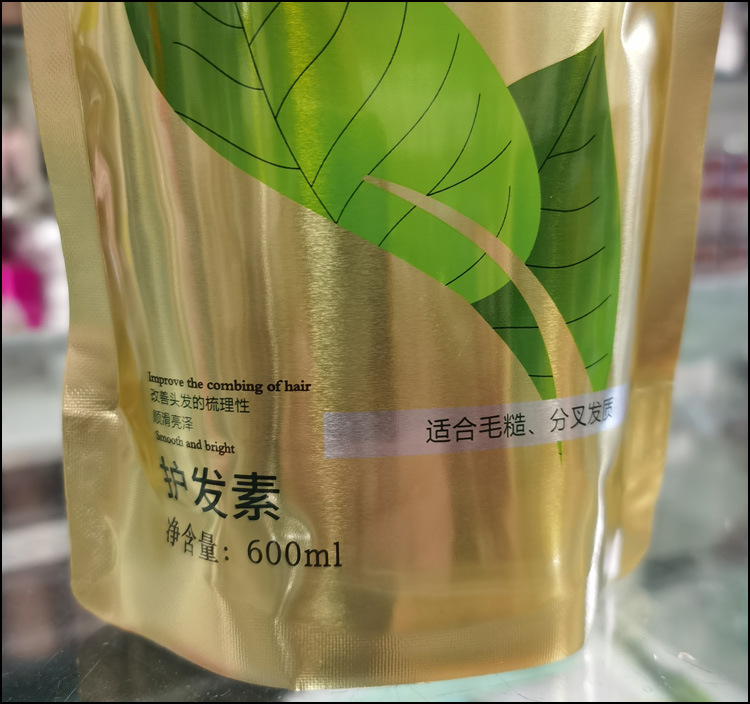 Improve the combing of hair
改善头发的梳理性
顺滑亮泽
Smooth and bright
适合毛糙、分叉发质
护发素
净含量：600ml